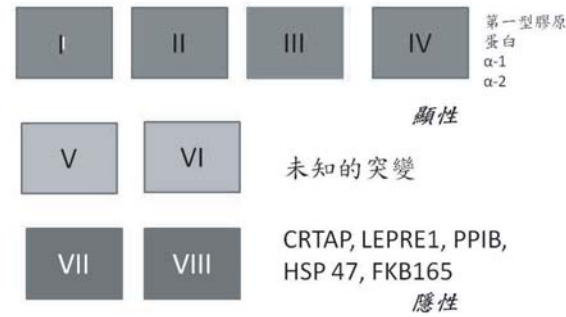 I II III IV
第一型膠原
蛋白
α-1
α-2
顯性
V VI 未知的突變
VII VIII
CRTAP, LEPRE1, PPIB,
HSP 47, FKB165
隱性